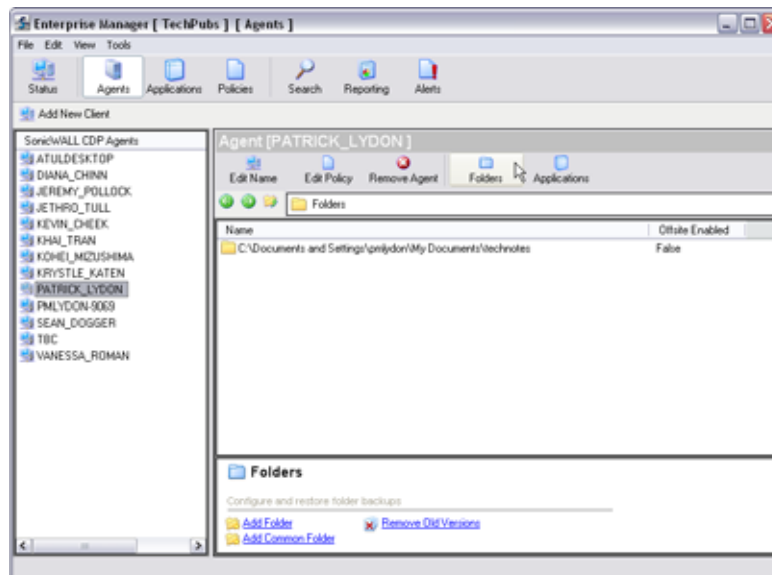 Enterprise Manager [ TechPubs ] [ Agents ]
File Edit View Tools
Status Agents Applications Policies Search Reporting Alerts
Add New Client
SonicWALL CDP Agents
ATULDESKTOP
DIANA_CHINN
JEREMY_POLLOCK
JETHRO_TULL
KEVIN_CHEEK
KHAI_TRAN
KOHEI_MIZUSHIMA
KRYSTLE_KATEN
PATRICK_LYDON
PMLYDON-9069
SEAN_DOGGER
TBC
VANESSA_ROMAN
Agent [PATRICK_LYDON ]
Edit Name Edit Policy Remove Agent Folders Applications
Folders
Name Offsite Enabled
C:\Documents and Settings\pmlydon\My Documents\technotes False
Folders
Configure and restore folder backups
Add Folder Remove Old Versions
Add Common Folder